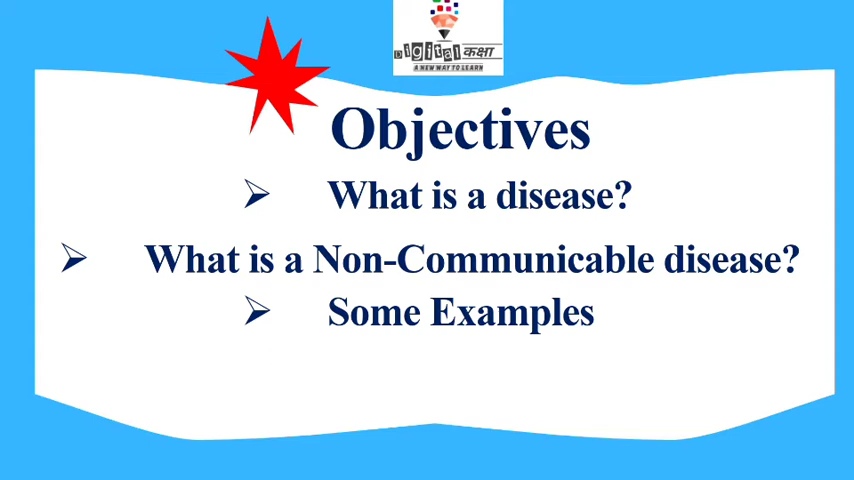 Digital कक्षा
A NEW WAY TO LEARN
Objectives
➢ What is a disease?
➢ What is a Non-Communicable disease?
➢ Some Examples